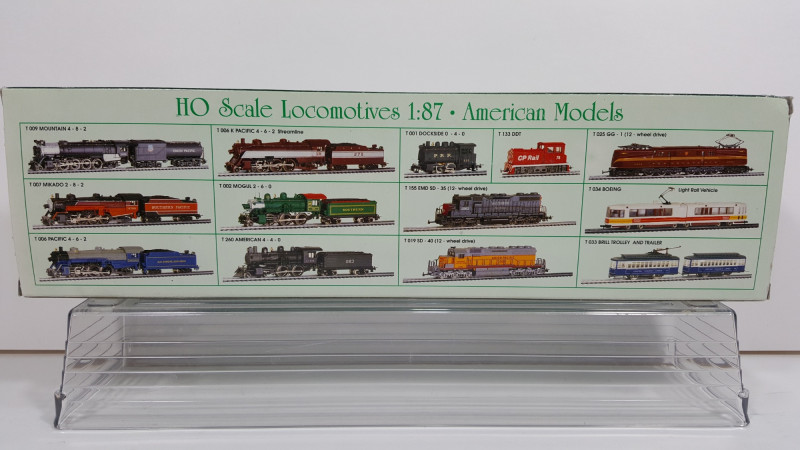 HO Scale Locomotives 1:87 • American Models
T 009 MOUNTAIN 4 - 8 - 2
T 006 K PACIFIC 4 - 6 - 2 Streamline
T 001 DOCKSIDE 0 - 4 - 0
T 133 DDT
T 025 GG - 1 (12 - wheel drive)
CP Rail
T 007 MIKADO 2 - 8 - 2
T 002 MOGUL 2 - 6 - 0
T 155 EMD SD - 35 (12- wheel drive)
T 034 BOEING
Light Rail Vehicle
SOUTHERN PACIFIC
T 006 PACIFIC 4 - 6 - 2
T 260 AMERICAN 4 - 4 - 0
T 019 SD - 40 (12 - wheel drive)
T 033 BRILL TROLLEY AND TRAILER